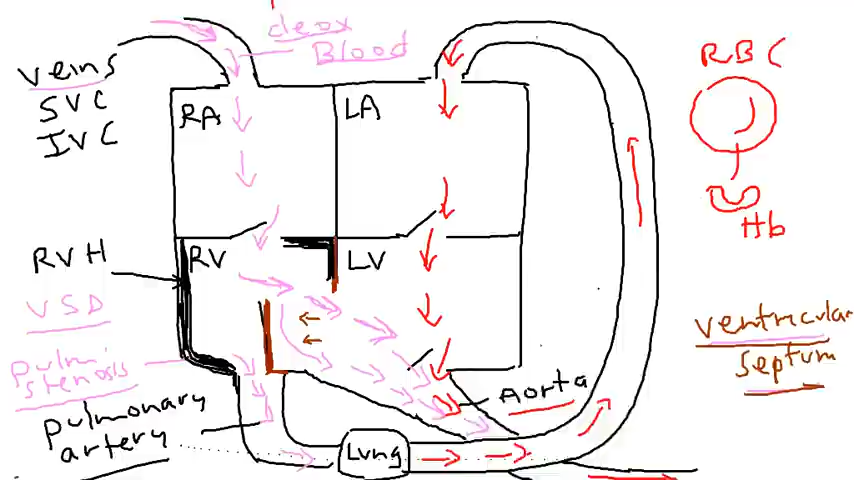 deox
Blood
veins
SVC
IVC
RA
LA
RBC
Hb
RVH
RV
LV
VSD
pulm.
stenosis
pulmonary
artery
Lung
Aorta
ventricular
septum